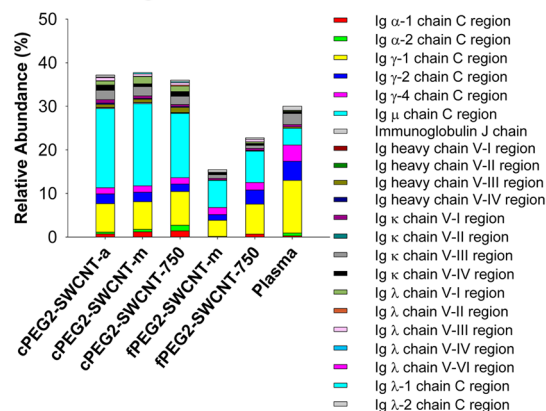 Relative Abundance (%)
50
40
30
20
10
0
cPEG2-SWCNT-a
cPEG2-SWCNT-m
cPEG2-SWCNT-750
fPEG2-SWCNT-m
fPEG2-SWCNT-750
Plasma
Ig α-1 chain C region
Ig α-2 chain C region
Ig γ-1 chain C region
Ig γ-2 chain C region
Ig γ-4 chain C region
Ig μ chain C region
Immunoglobulin J chain
Ig heavy chain V-I region
Ig heavy chain V-II region
Ig heavy chain V-III region
Ig heavy chain V-IV region
Ig κ chain V-I region
Ig κ chain V-II region
Ig κ chain V-III region
Ig κ chain V-IV region
Ig λ chain V-I region
Ig λ chain V-II region
Ig λ chain V-III region
Ig λ chain V-IV region
Ig λ chain V-VI region
Ig λ-1 chain C region
Ig λ-2 chain C region